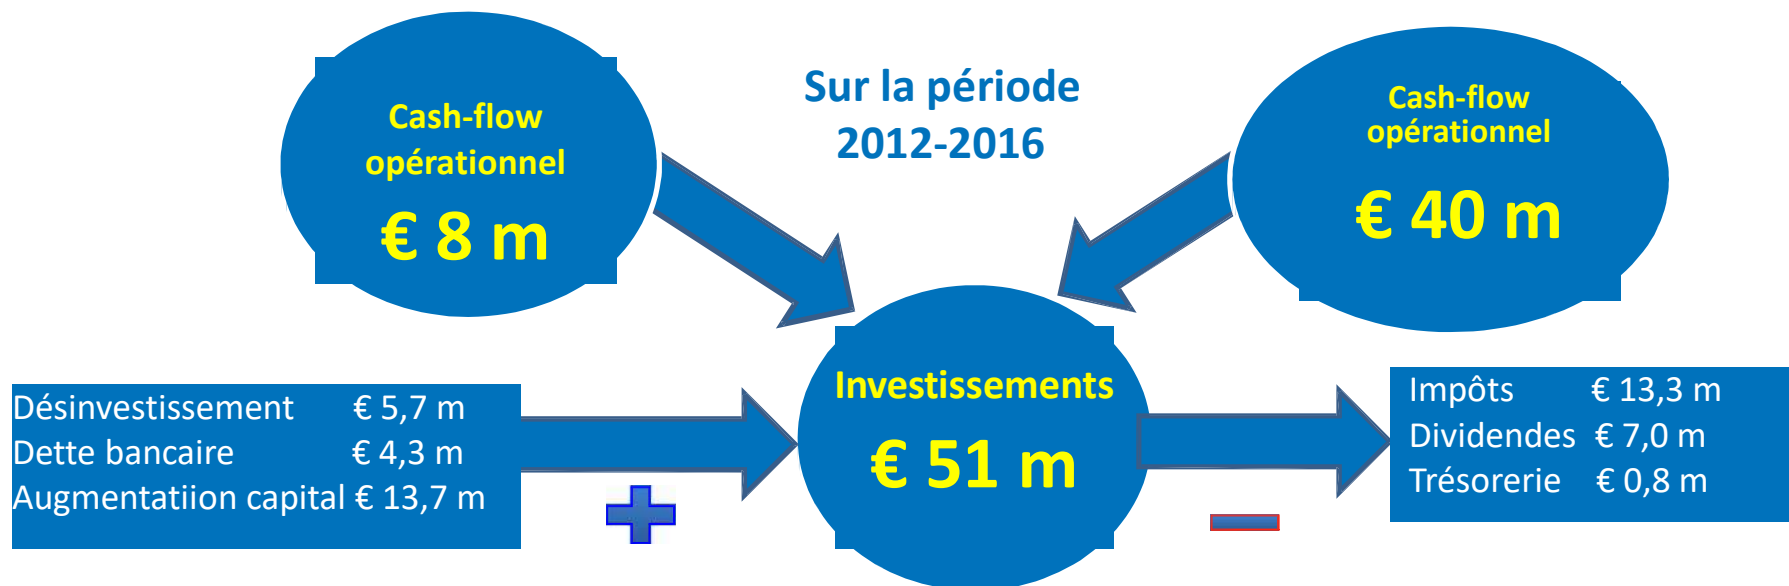 Cash-flow
opérationnel
€ 8 m
Sur la période
2012-2016
Cash-flow
opérationnel
€ 40 m
Désinvestissement € 5,7 m
Dette bancaire € 4,3 m
Augmentatiion capital € 13,7 m
Investissements
€ 51 m
Impôts € 13,3 m
Dividendes € 7,0 m
Trésorerie € 0,8 m